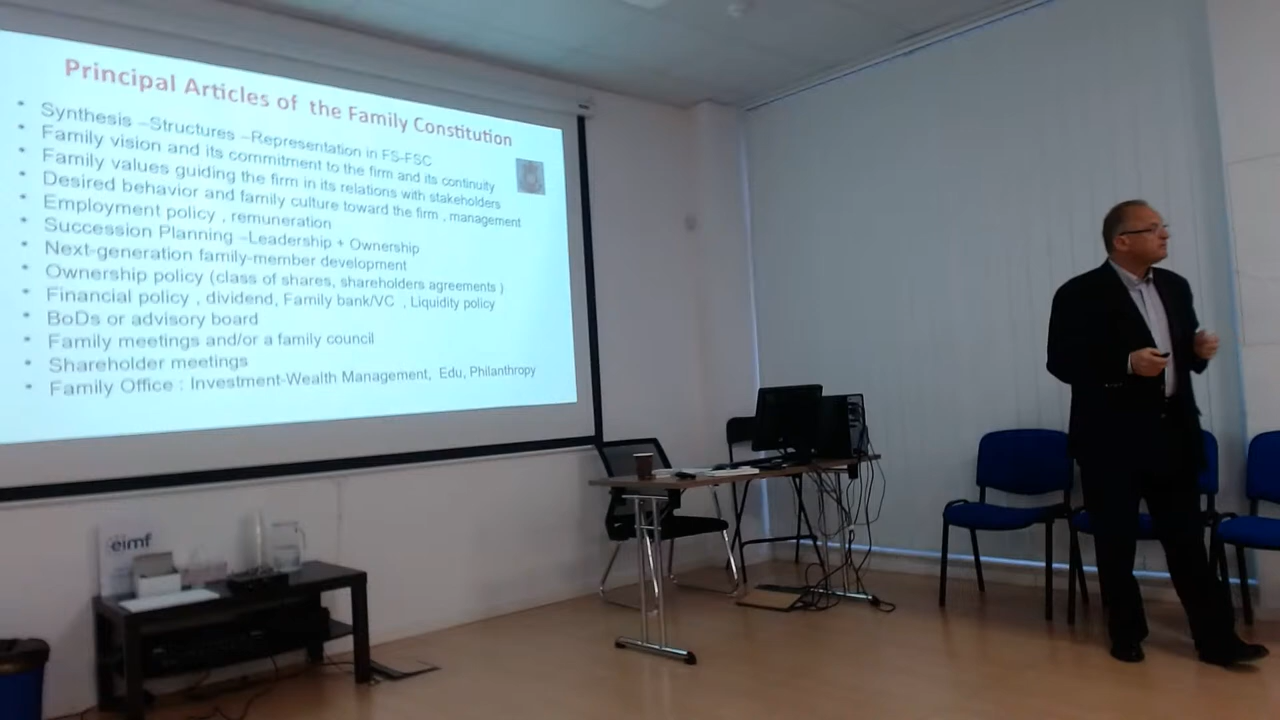 Principal Articles of the Family Constitution
• Synthesis –Structures –Representation in FS-FSC
• Family vision and its commitment to the firm and its continuity
• Family values guiding the firm in its relations with stakeholders
• Desired behavior and family culture toward the firm , management
• Employment policy , remuneration
• Succession Planning –Leadership + Ownership
• Next-generation family-member development
• Ownership policy (class of shares, shareholders agreements )
• Financial policy , dividend, Family bank/VC , Liquidity policy
• BoDs or advisory board
• Family meetings and/or a family council
• Shareholder meetings
• Family Office : Investment-Wealth Management, Edu, Philanthropy
eimf